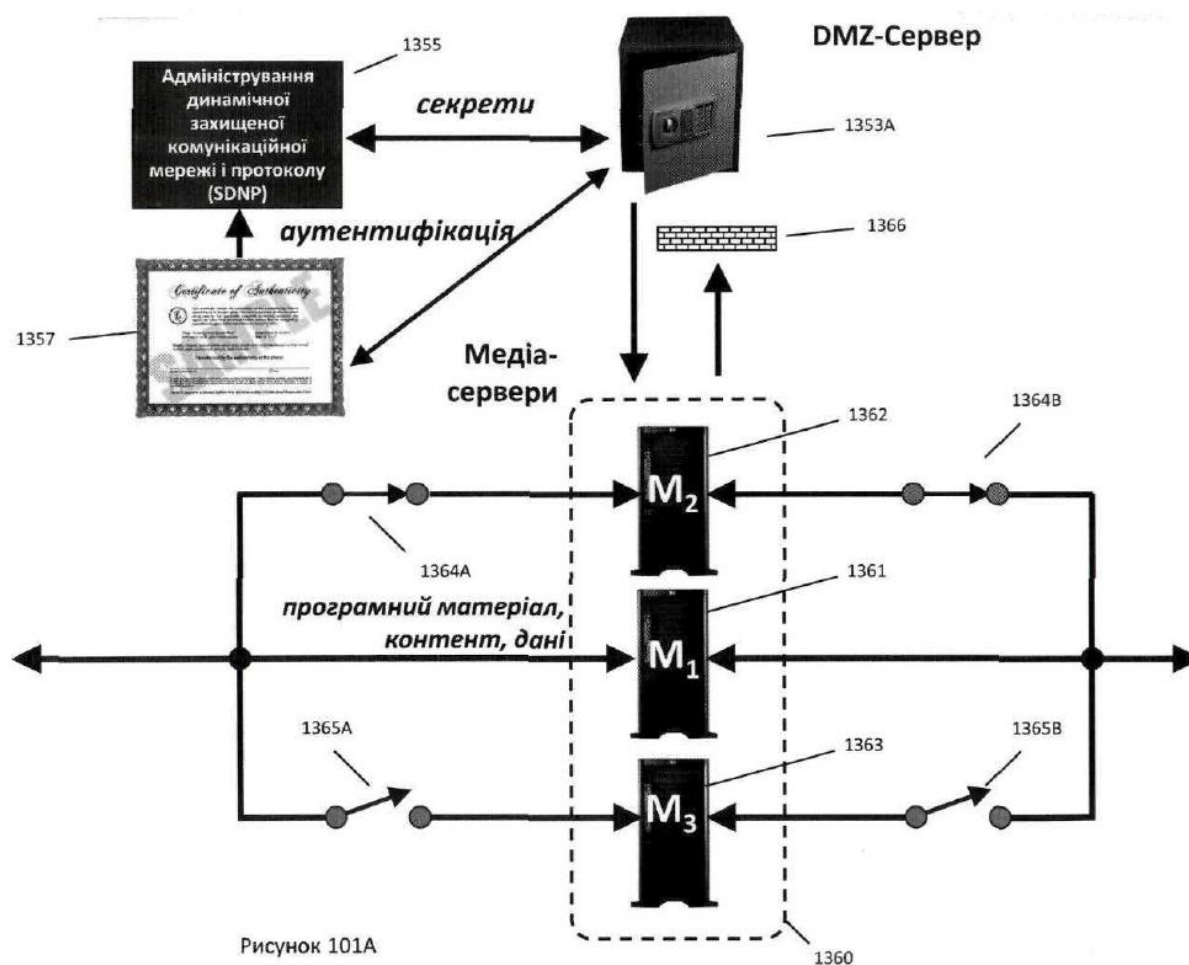 1355
DMZ-Сервер
Адміністрування
динамічної
захищеної
комунікаційної
мережі і протоколу
(SDNP)
секрети
1353A
аутентифікація
1366
Certificate of Authenticity
SAMPLE
1357
Медіа-
сервери
1362
1364B
M₂
1364A
1361
програмний матеріал,
контент, дані
M₁
1365A
1363
1365B
M₃
Рисунок 101A
1360